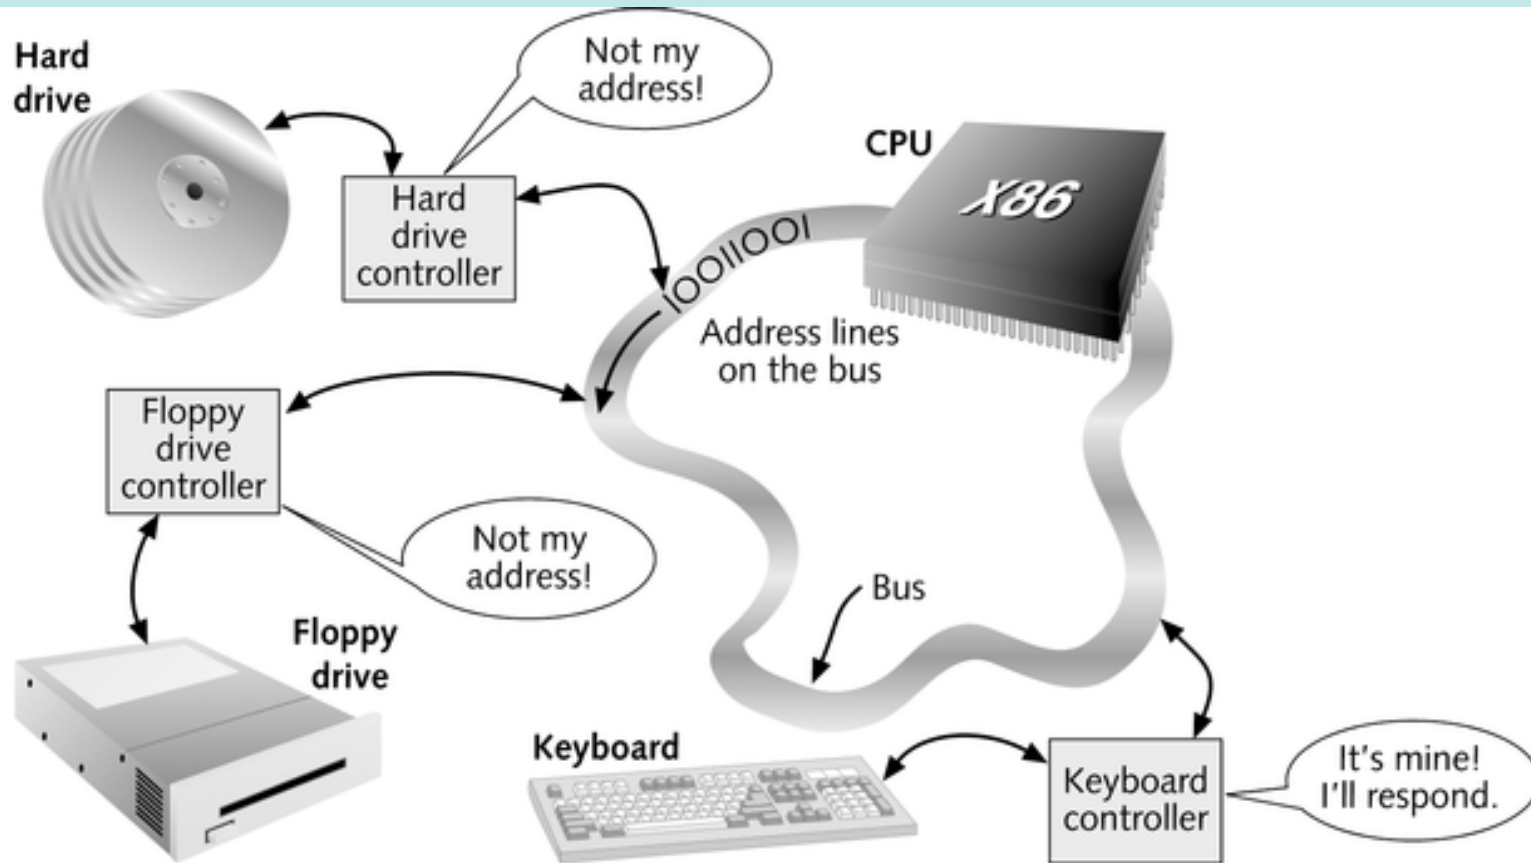 Hard
drive
Not my
address!
Hard
drive
controller
CPU
X86
10011001
Address lines
on the bus
Floppy
drive
controller
Not my
address!
Bus
Floppy
drive
Keyboard
Keyboard
controller
It's mine!
I'll respond.